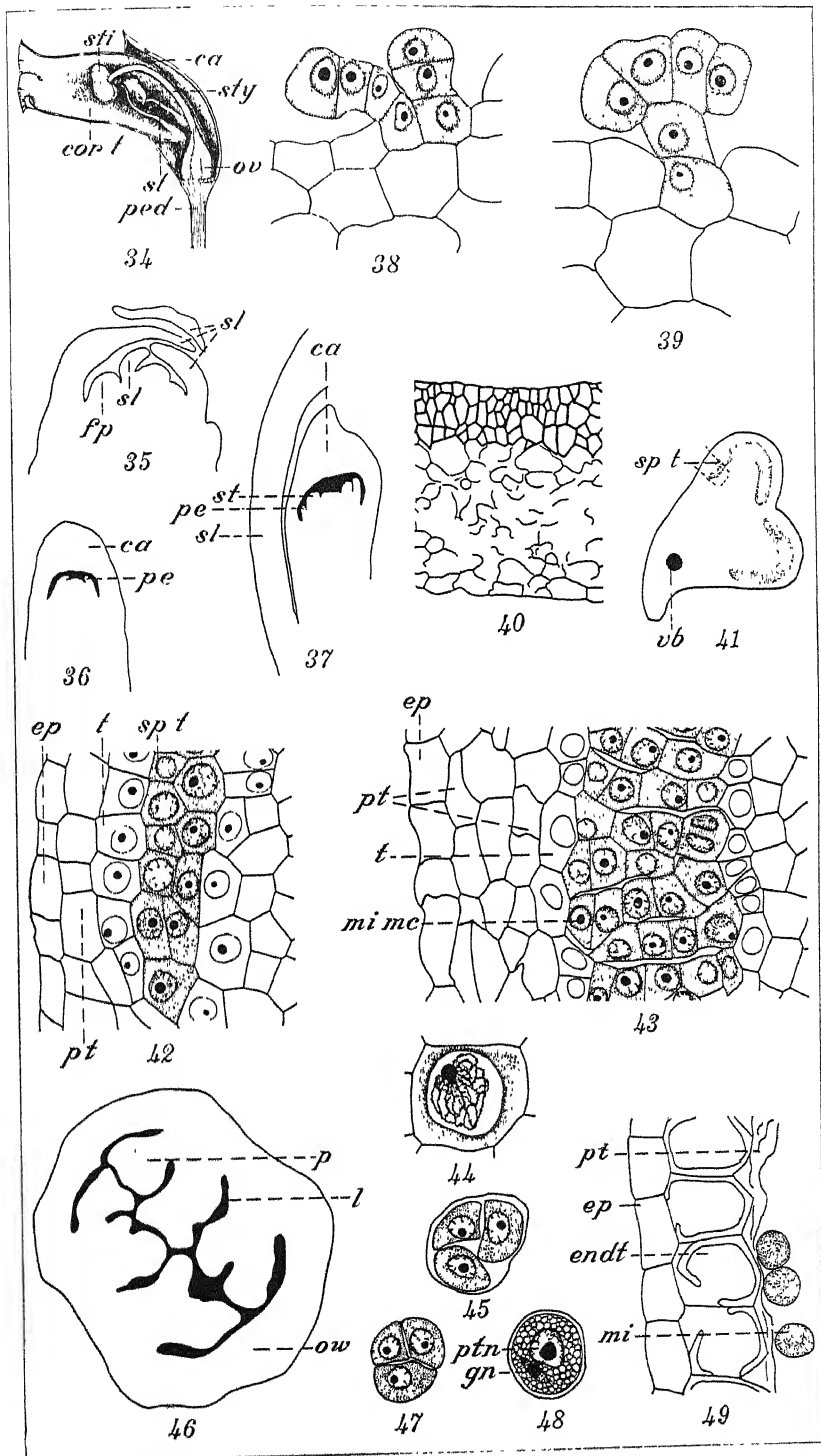 sti
ca
sty
cor t
sl
ov
ped
34
38
39
sl
sl
fp
35
ca
st
pe
sl
37
ca
pe
36
40
sp t
vb
41
ep
t
sp t
pt
42
ep
pt
t
mi mc
43
44
45
p
l
ow
46
47
ptn
gn
48
pt
ep
endt
mi
49